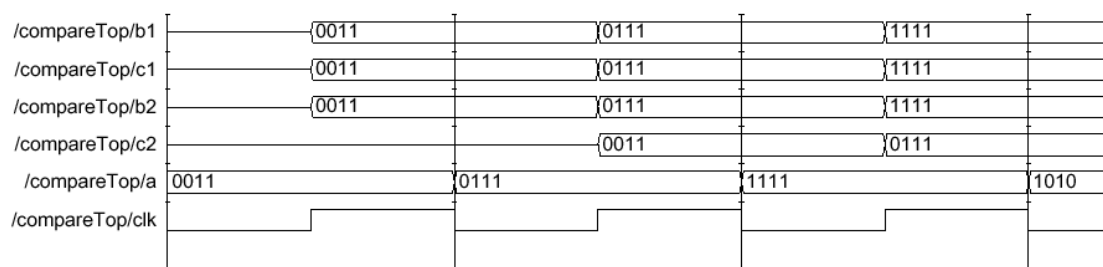 /compareTop/b1 0011 0111 1111
/compareTop/c1 0011 0111 1111
/compareTop/b2 0011 0111 1111
/compareTop/c2 0011 0111
/compareTop/a 0011 0111 1111 1010
/compareTop/clk